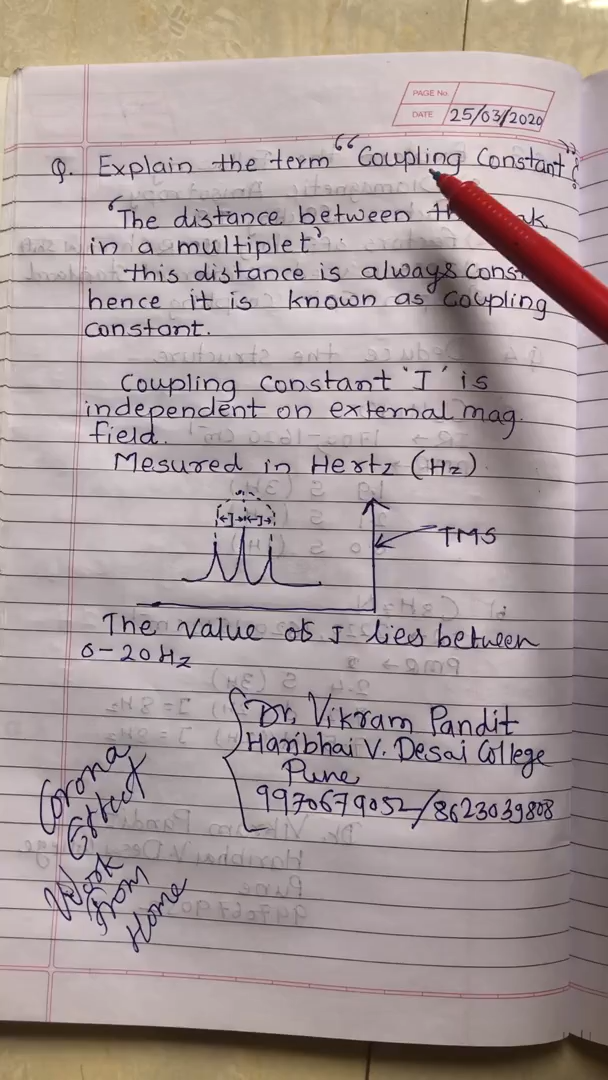 PAGE No.
DATE 25/03/2020
Q. Explain the term "Coupling Constant"
"The distance between
in a multiplet".
this distance is always
hence it is known as Coupling
constant.
Coupling constant 'J' is
independent on external mag.
field.
Mesured in Hertz (Hz).
←J→←J→
TMS
The value of J lies between
0-20Hz
Dr. Vikram Pandit
Haribhai V. Desai College
Pune
9970679052/8623039808
Corona
Effect
Work
from
Home